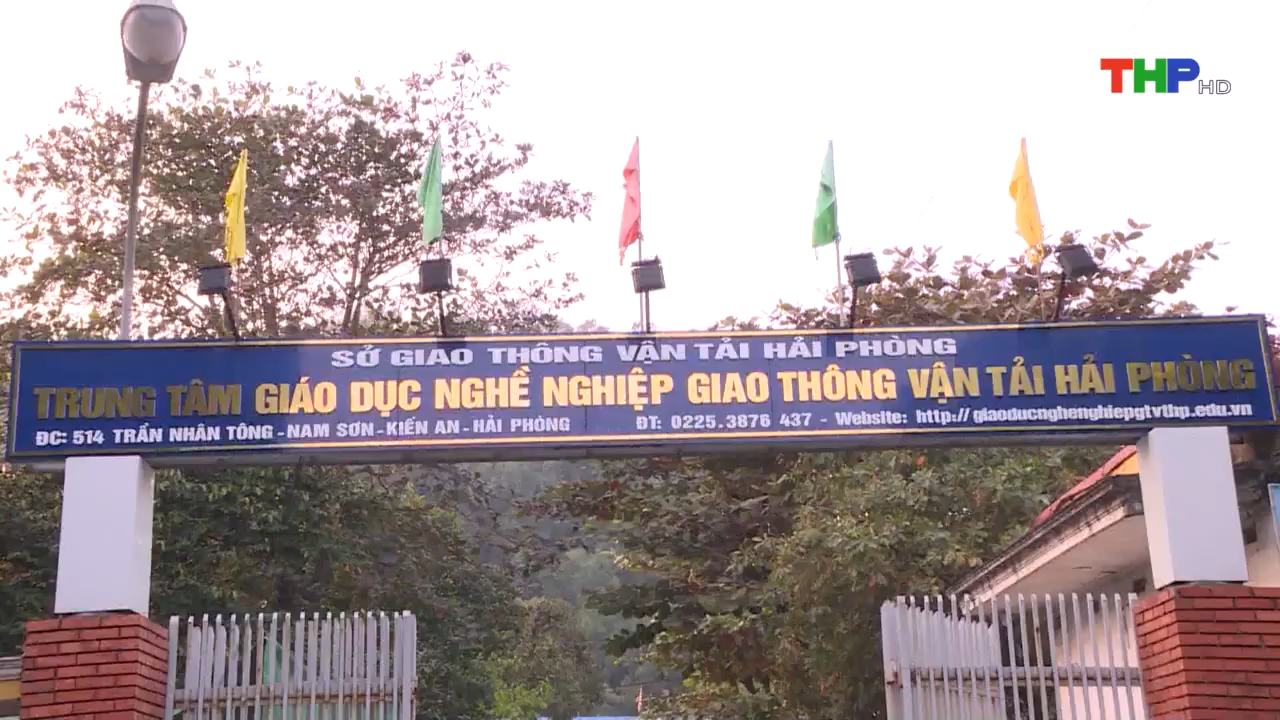 THP HD
SỞ GIAO THÔNG VẬN TẢI HẢI PHÒNG
TRUNG TÂM GIÁO DỤC NGHỀ NGHIỆP GIAO THÔNG VẬN TẢI HẢI PHÒNG
ĐC: 514 TRẦN NHÂN TÔNG - NAM SƠN - KIẾN AN - HẢI PHÒNG ĐT: 0225.3876 437 - Website: http:// giaoducnghenghiepgtvthp.edu.vn